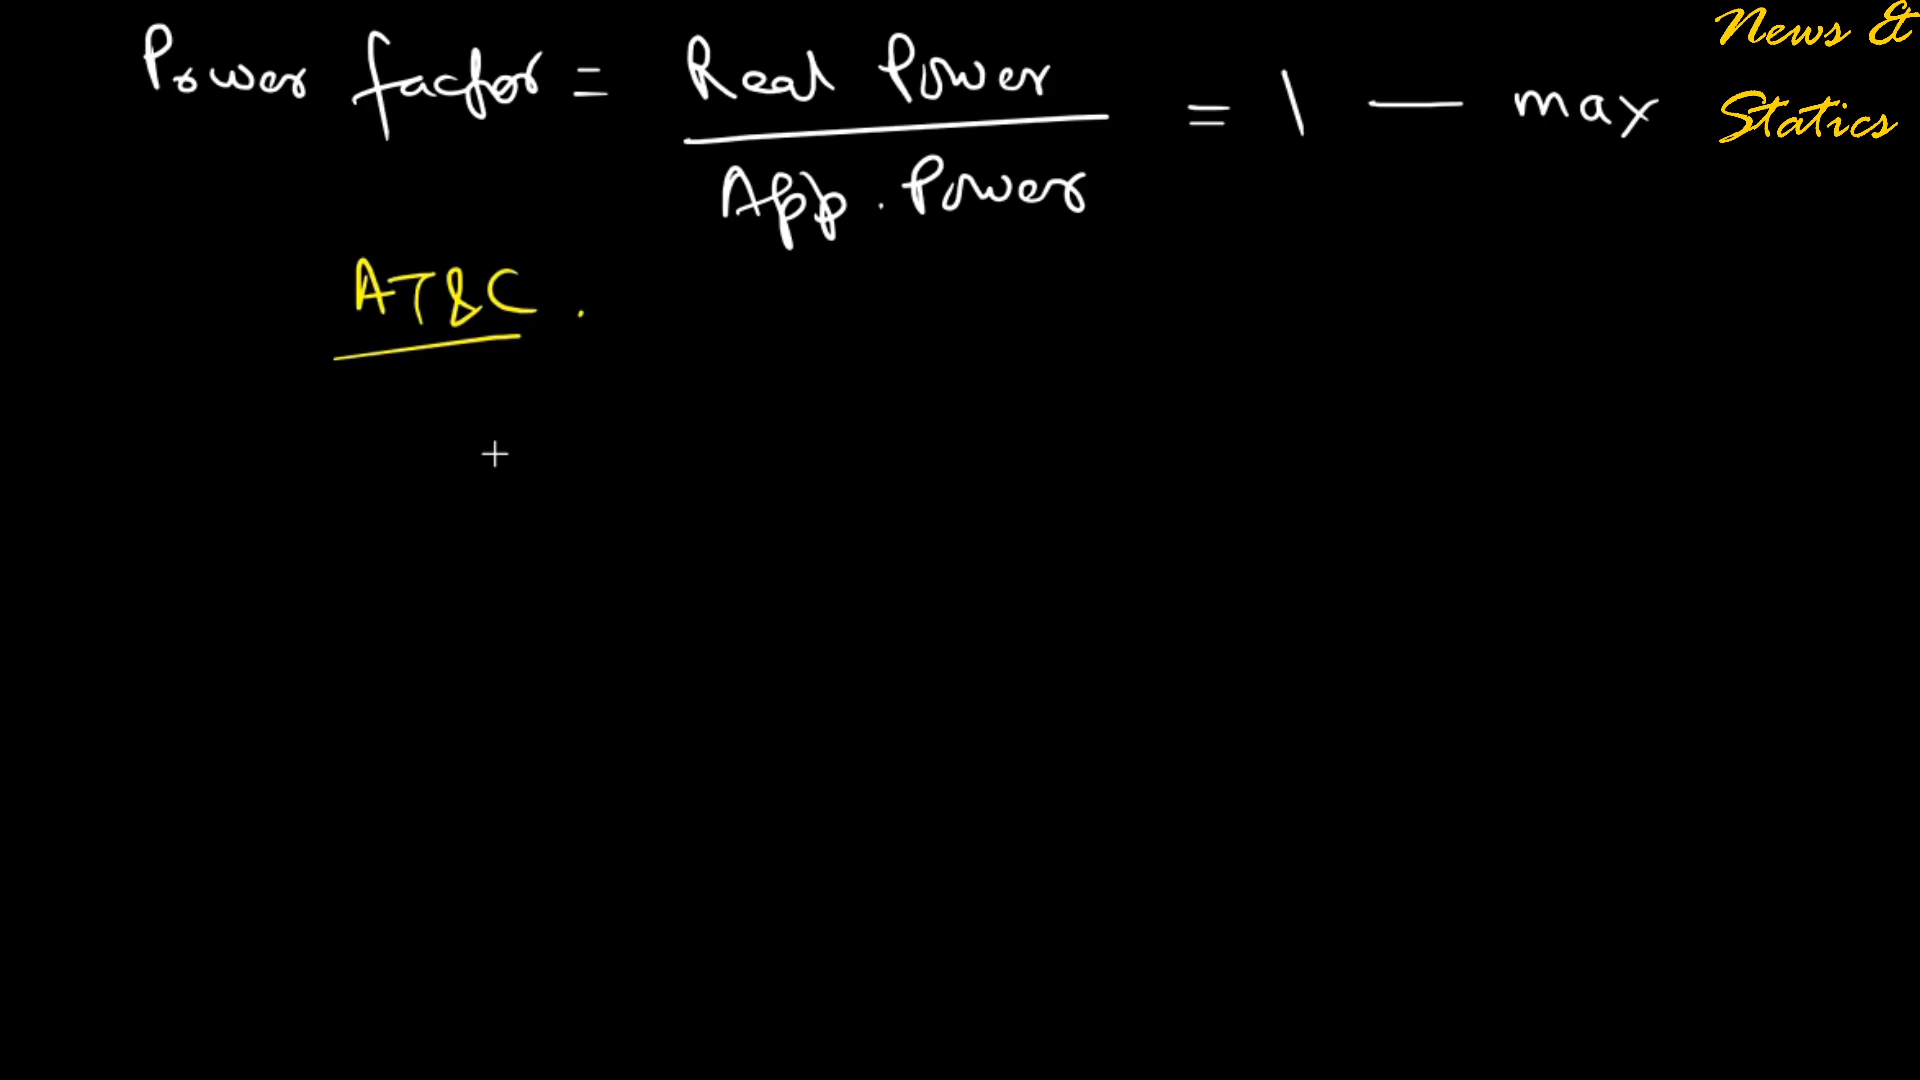 Power factor = Real Power / App. Power = 1 — max
AT&C.
News &
Statics